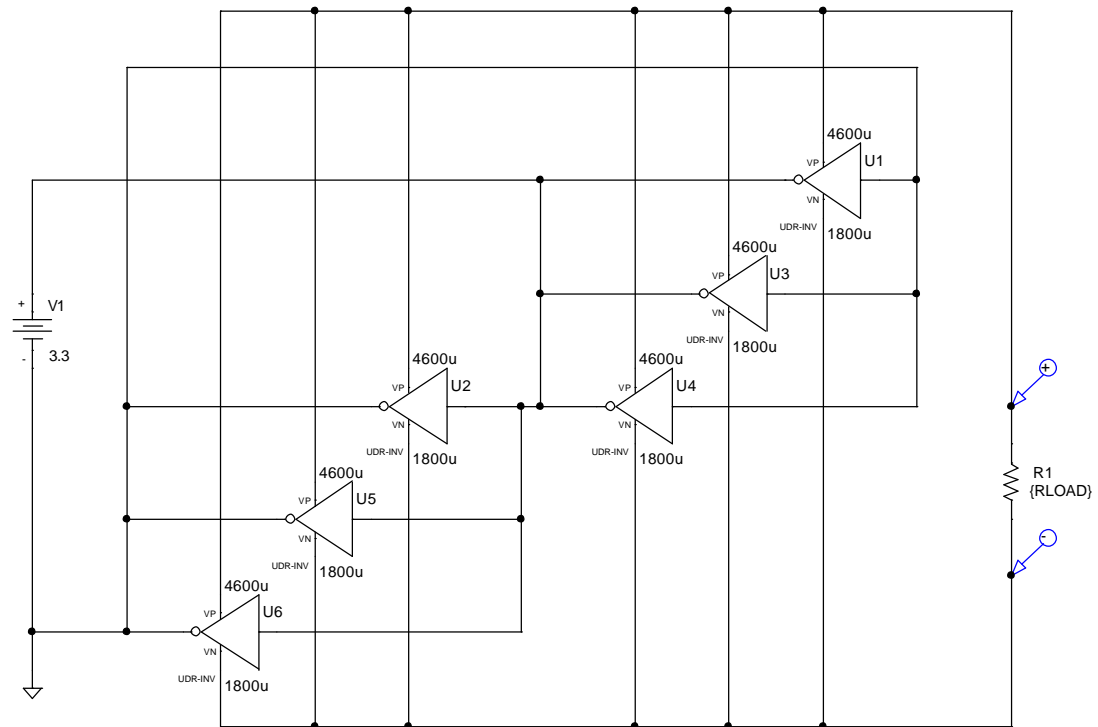 4600u
VP
U1
VN
UDR-INV
1800u
4600u
VP
U3
VN
UDR-INV
1800u
+
V1
-
3.3
4600u
VP
U2
VN
UDR-INV
1800u
4600u
VP
U4
VN
UDR-INV
1800u
+
R1
{RLOAD}
-
4600u
VP
U5
VN
UDR-INV
1800u
4600u
VP
U6
VN
UDR-INV
1800u